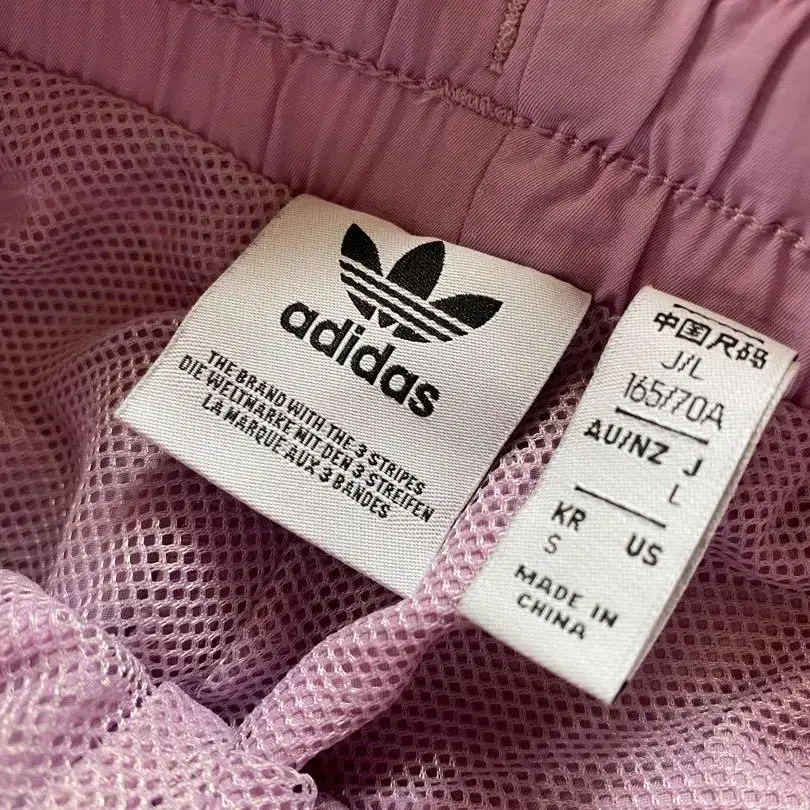 adidas
THE BRAND WITH THE 3 STRIPES
DIE WELTMARKE MIT DEN 3 STREIFEN
LA MARQUE AUX 3 BANDES
中国尺码
J/L
165/70A
AU/NZ J
L
KR US
S
MADE IN
CHINA